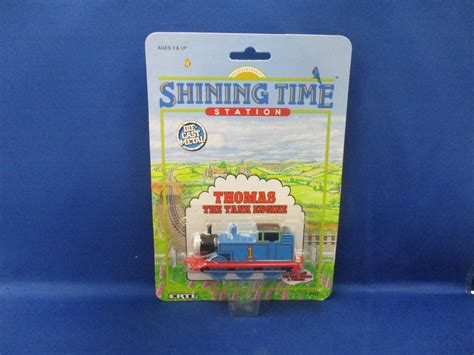 AGES 3 & UP
SHINING TIME
STATION
DIE
CAST
METAL
THOMAS
THE TANK ENGINE
1
ERTL